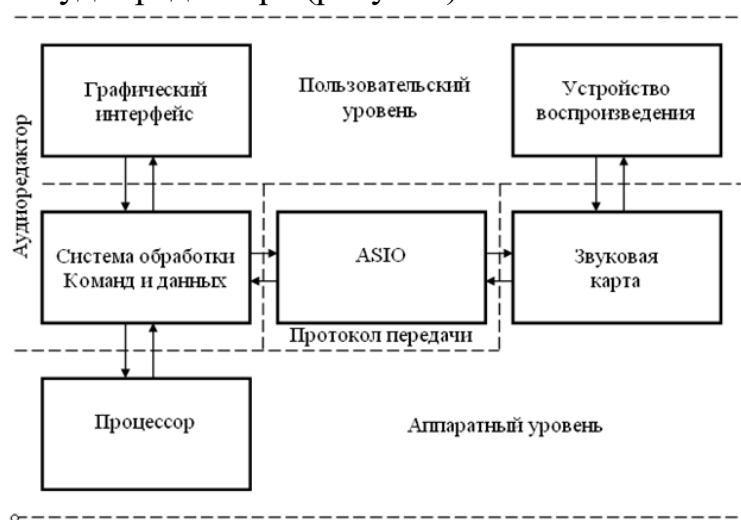 Графический
интерфейс
Пользовательский
уровень
Устройство
воспроизведения
Аудиоредактор
Система обработки
Команд и данных
ASIO
Звуковая
карта
Протокол передачи
Процессор
Аппаратный уровень